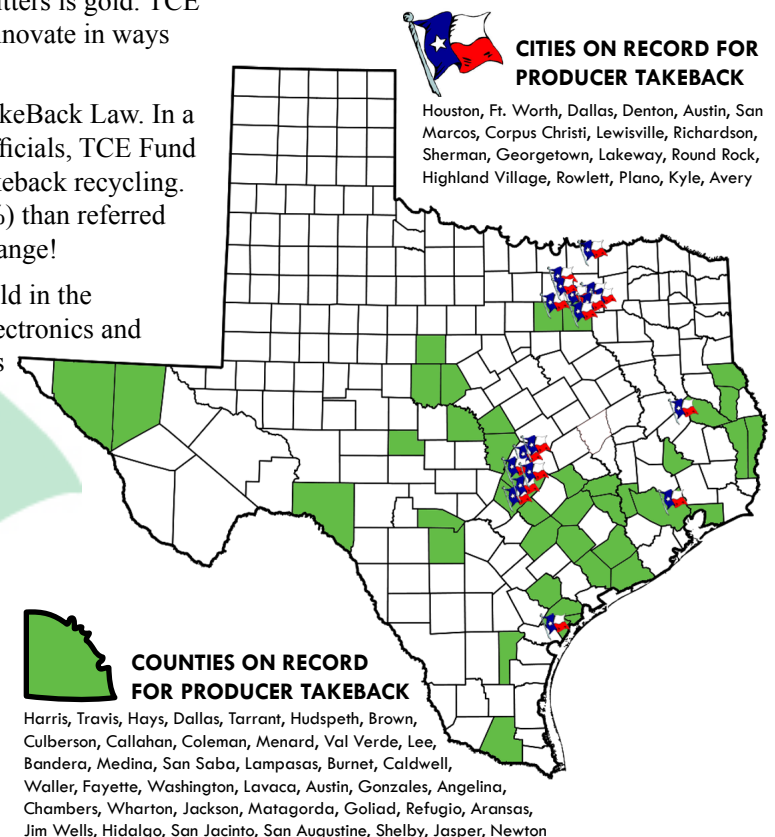 tters is gold. TCE
novate in ways
keBack Law. In a
ficials, TCE Fund
keback recycling.
) than referred
ange!
ld in the
ectronics and
s
CITIES ON RECORD FOR
PRODUCER TAKEBACK
Houston, Ft. Worth, Dallas, Denton, Austin, San
Marcos, Corpus Christi, Lewisville, Richardson,
Sherman, Georgetown, Lakeway, Round Rock,
Highland Village, Rowlett, Plano, Kyle, Avery
COUNTIES ON RECORD
FOR PRODUCER TAKEBACK
Harris, Travis, Hays, Dallas, Tarrant, Hudspeth, Brown,
Culberson, Callahan, Coleman, Menard, Val Verde, Lee,
Bandera, Medina, San Saba, Lampasas, Burnet, Caldwell,
Waller, Fayette, Washington, Lavaca, Austin, Gonzales, Angelina,
Chambers, Wharton, Jackson, Matagorda, Goliad, Refugio, Aransas,
Jim Wells, Hidalgo, San Jacinto, San Augustine, Shelby, Jasper, Newton